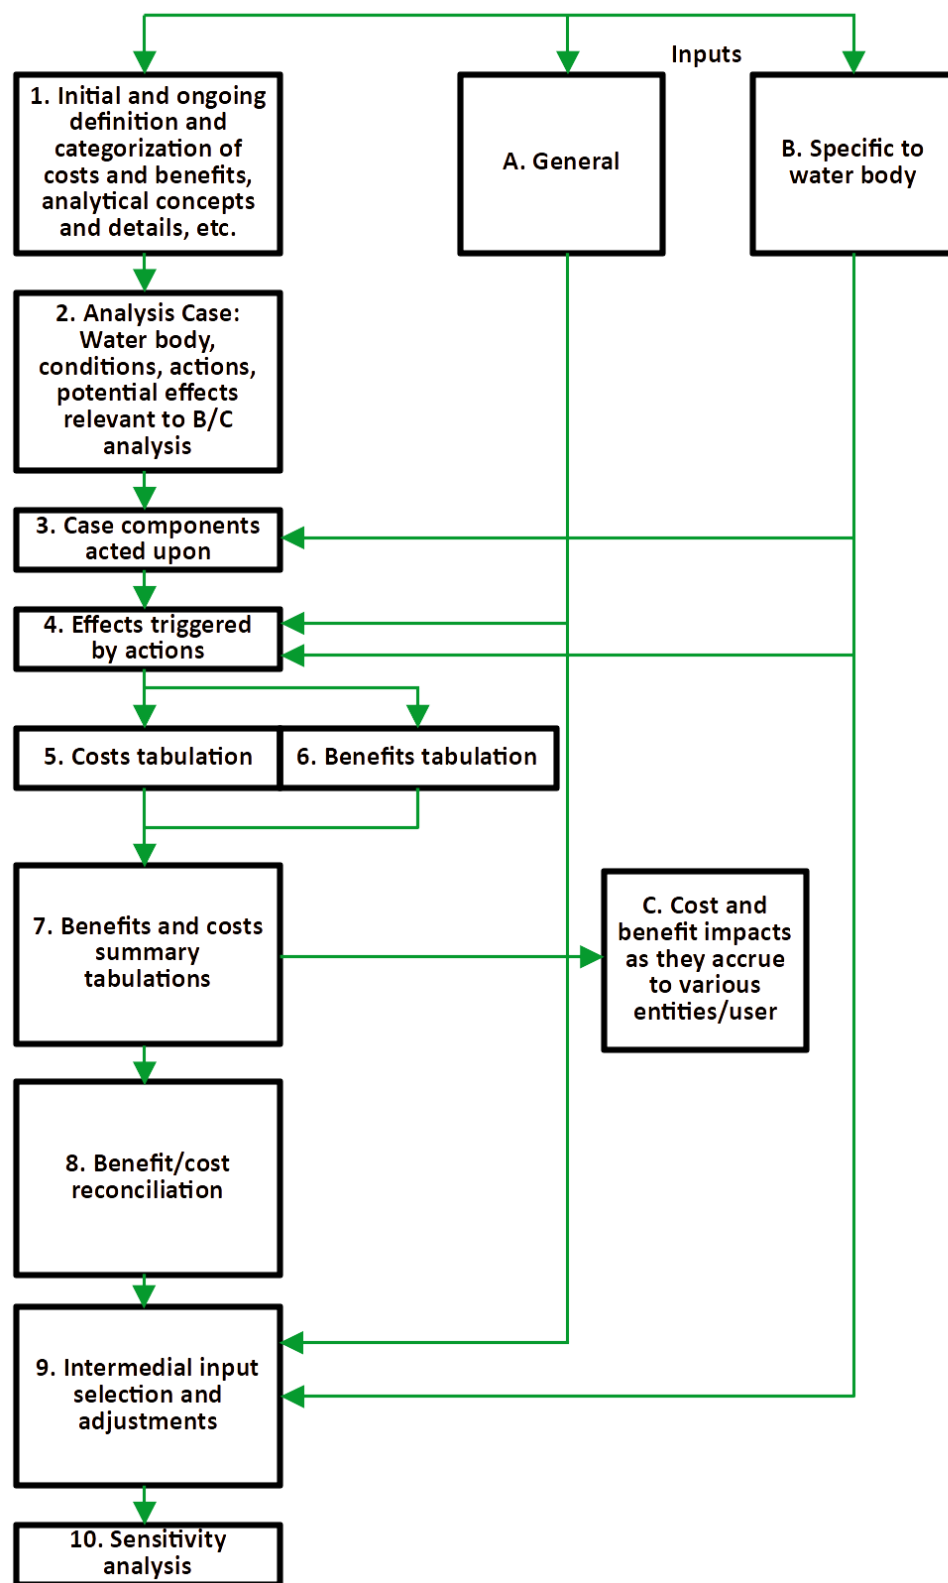 Inputs
1. Initial and ongoing
definition and
categorization of
costs and benefits,
analytical concepts
and details, etc.
A. General
B. Specific to
water body
2. Analysis Case:
Water body,
conditions, actions,
potential effects
relevant to B/C
analysis
3. Case components
acted upon
4. Effects triggered
by actions
5. Costs tabulation
6. Benefits tabulation
7. Benefits and costs
summary
tabulations
C. Cost and
benefit impacts
as they accrue
to various
entities/user
8. Benefit/cost
reconciliation
9. Intermedial input
selection and
adjustments
10. Sensitivity
analysis